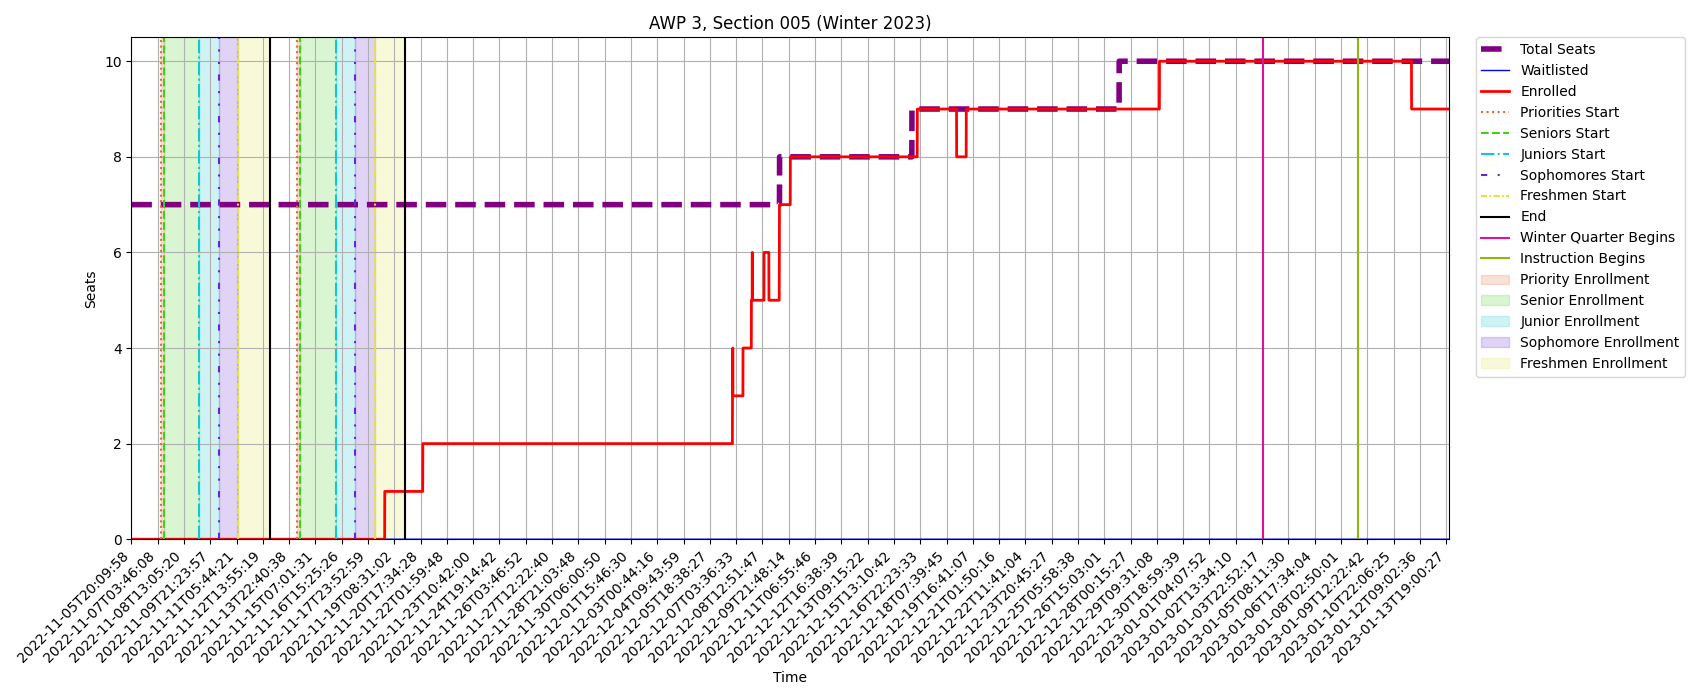 AWP 3, Section 005 (Winter 2023)
Seats
10
8
6
4
2
0
2022-11-05T20:09:58
2022-11-07T03:46:08
2022-11-08T13:05:20
2022-11-09T21:23:57
2022-11-11T05:44:21
2022-11-12T13:55:19
2022-11-13T22:40:38
2022-11-15T07:01:31
2022-11-16T15:25:26
2022-11-17T23:52:59
2022-11-19T08:31:02
2022-11-20T17:34:28
2022-11-22T01:59:48
2022-11-23T10:42:00
2022-11-24T19:14:42
2022-11-26T03:46:52
2022-11-27T12:22:40
2022-11-28T21:03:48
2022-11-30T06:00:50
2022-12-01T15:46:30
2022-12-03T00:44:16
2022-12-04T09:43:59
2022-12-05T18:38:27
2022-12-07T03:36:33
2022-12-08T12:51:47
2022-12-09T21:48:14
2022-12-11T06:55:46
2022-12-12T16:38:39
2022-12-13T09:15:22
2022-12-15T13:10:42
2022-12-16T22:23:33
2022-12-18T07:39:45
2022-12-19T16:41:07
2022-12-21T01:50:16
2022-12-22T11:41:04
2022-12-23T20:45:27
2022-12-25T05:58:38
2022-12-26T15:03:01
2022-12-28T00:15:27
2022-12-29T09:31:08
2022-12-30T18:59:39
2023-01-01T04:07:52
2023-01-02T13:34:10
2023-01-03T22:52:17
2023-01-05T08:11:30
2023-01-06T17:34:04
2023-01-08T02:50:01
2023-01-09T12:22:42
2023-01-10T22:06:25
2023-01-12T09:02:36
2023-01-13T19:00:27
Time
Total Seats
Waitlisted
Enrolled
Priorities Start
Seniors Start
Juniors Start
Sophomores Start
Freshmen Start
End
Winter Quarter Begins
Instruction Begins
Priority Enrollment
Senior Enrollment
Junior Enrollment
Sophomore Enrollment
Freshmen Enrollment